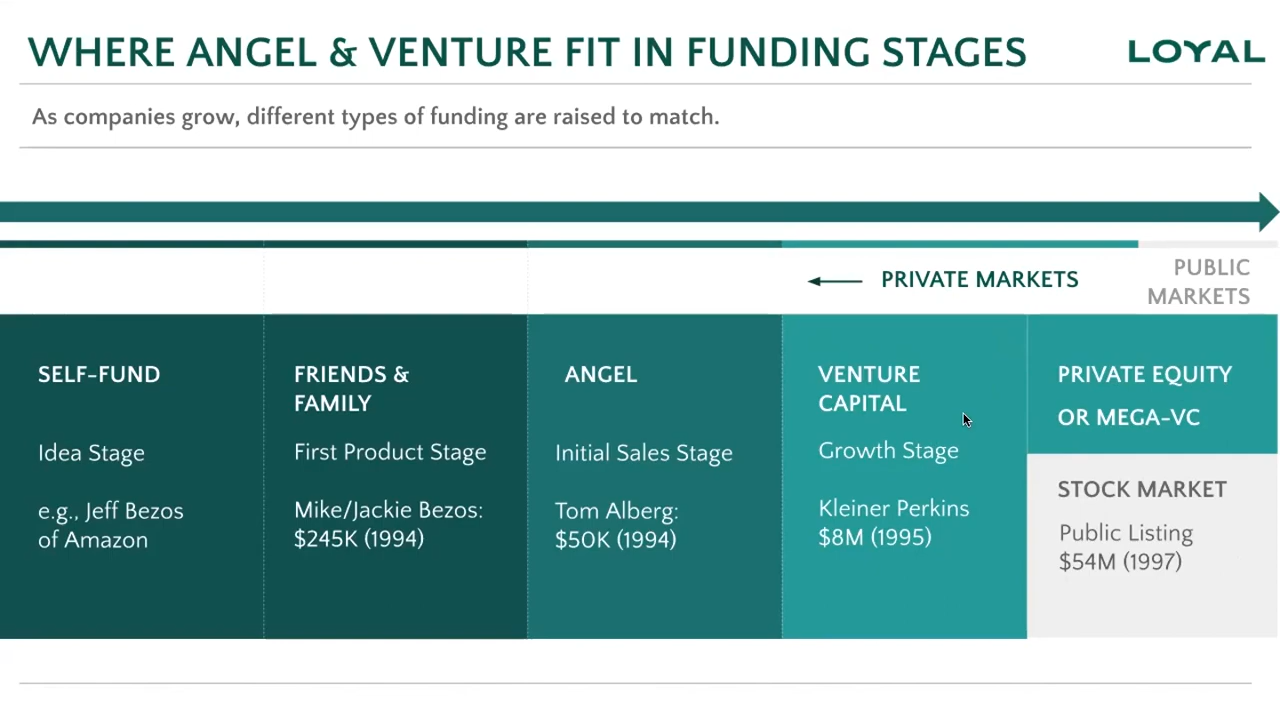 WHERE ANGEL & VENTURE FIT IN FUNDING STAGES
LOYAL
As companies grow, different types of funding are raised to match.
PRIVATE MARKETS
PUBLIC
MARKETS
SELF-FUND
Idea Stage
e.g., Jeff Bezos
of Amazon
FRIENDS &
FAMILY
First Product Stage
Mike/Jackie Bezos:
$245K (1994)
ANGEL
Initial Sales Stage
Tom Alberg:
$50K (1994)
VENTURE
CAPITAL
Growth Stage
Kleiner Perkins
$8M (1995)
PRIVATE EQUITY
OR MEGA-VC
STOCK MARKET
Public Listing
$54M (1997)